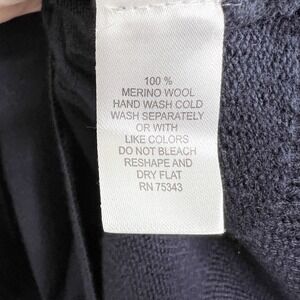 100 %
MERINO WOOL
HAND WASH COLD
WASH SEPARATELY
OR WITH
LIKE COLORS
DO NOT BLEACH
RESHAPE AND
DRY FLAT
RN 75343